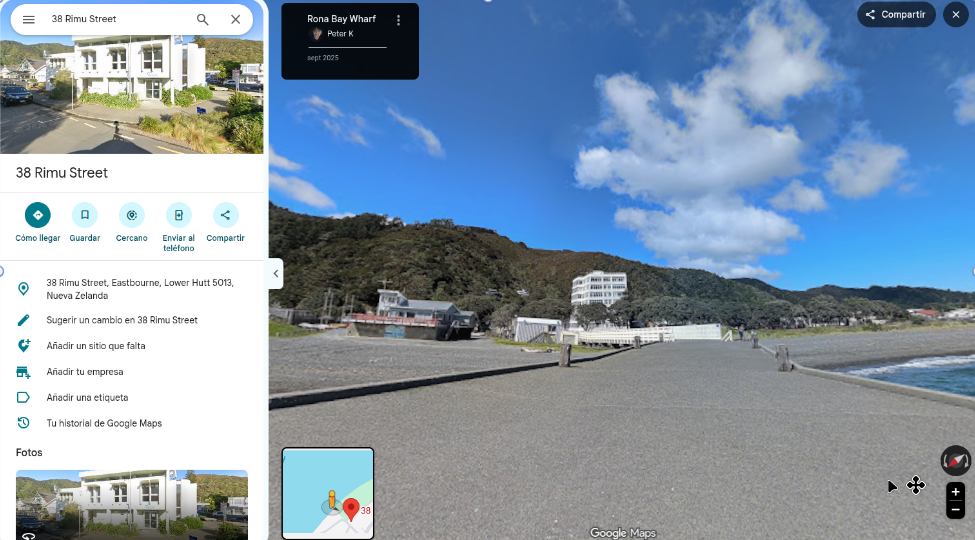 38 Rimu Street
38 Rimu Street
Cómo llegar
Guardar
Cercano
Enviar al
teléfono
Compartir
38 Rimu Street, Eastbourne, Lower Hutt 5013,
Nueva Zelanda
Sugerir un cambio en 38 Rimu Street
Añadir un sitio que falta
Añadir tu empresa
Añadir una etiqueta
Tu historial de Google Maps
Fotos
Rona Bay Wharf
Peter K
sept 2025
Compartir
38
Google Maps